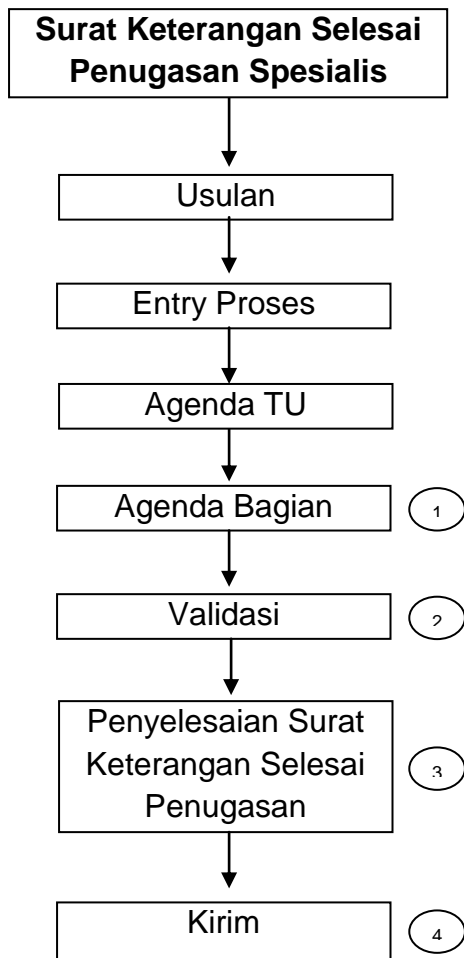 Surat Keterangan Selesai
Penugasan Spesialis
Usulan
Entry Proses
Agenda TU
Agenda Bagian
1
Validasi
2
Penyelesaian Surat
Keterangan Selesai
Penugasan
3
Kirim
4